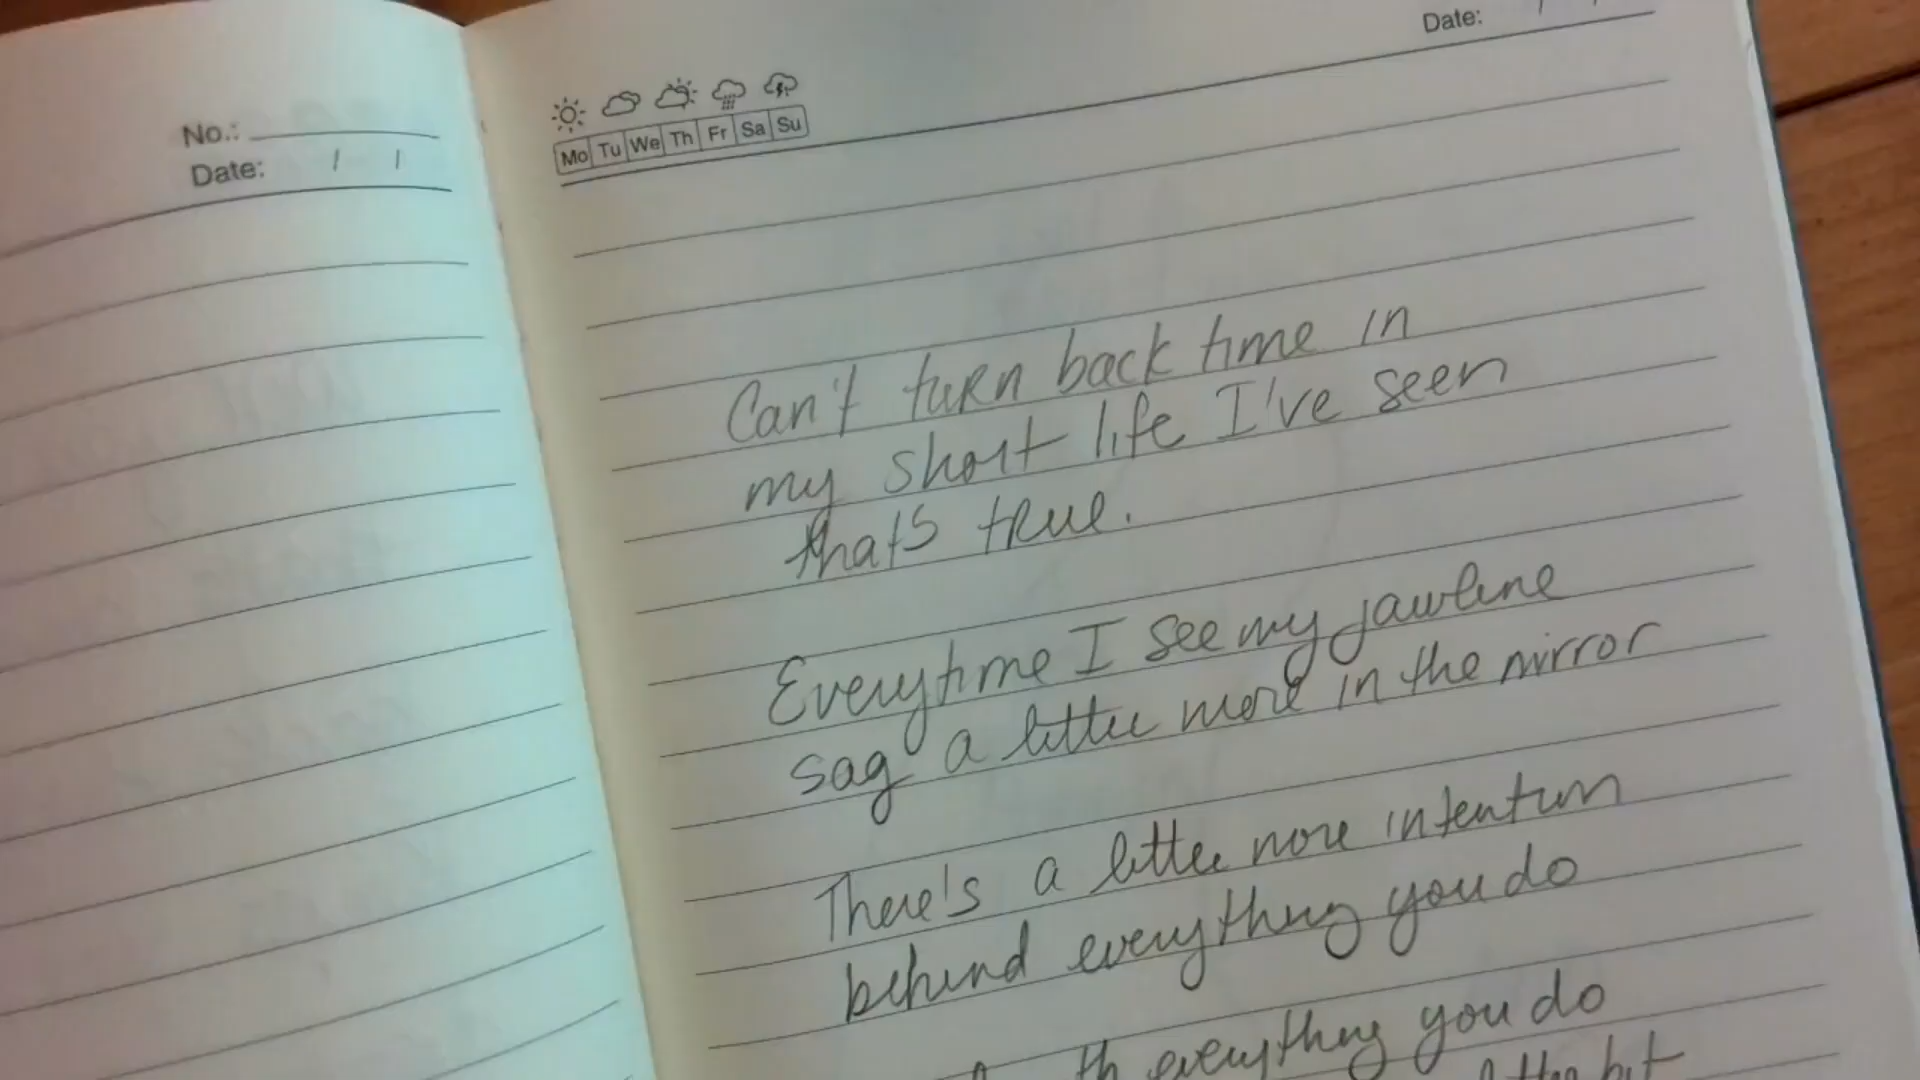 No.:
Date: / /
Date: / /
Mo Tu We Th Fr Sa Su
Can't turn back time in
my short life I've seen
that's true.
Everytime I see my jawline
sag a little more in the mirror
There's a little more intention
behind everything you do
everything you do
bit